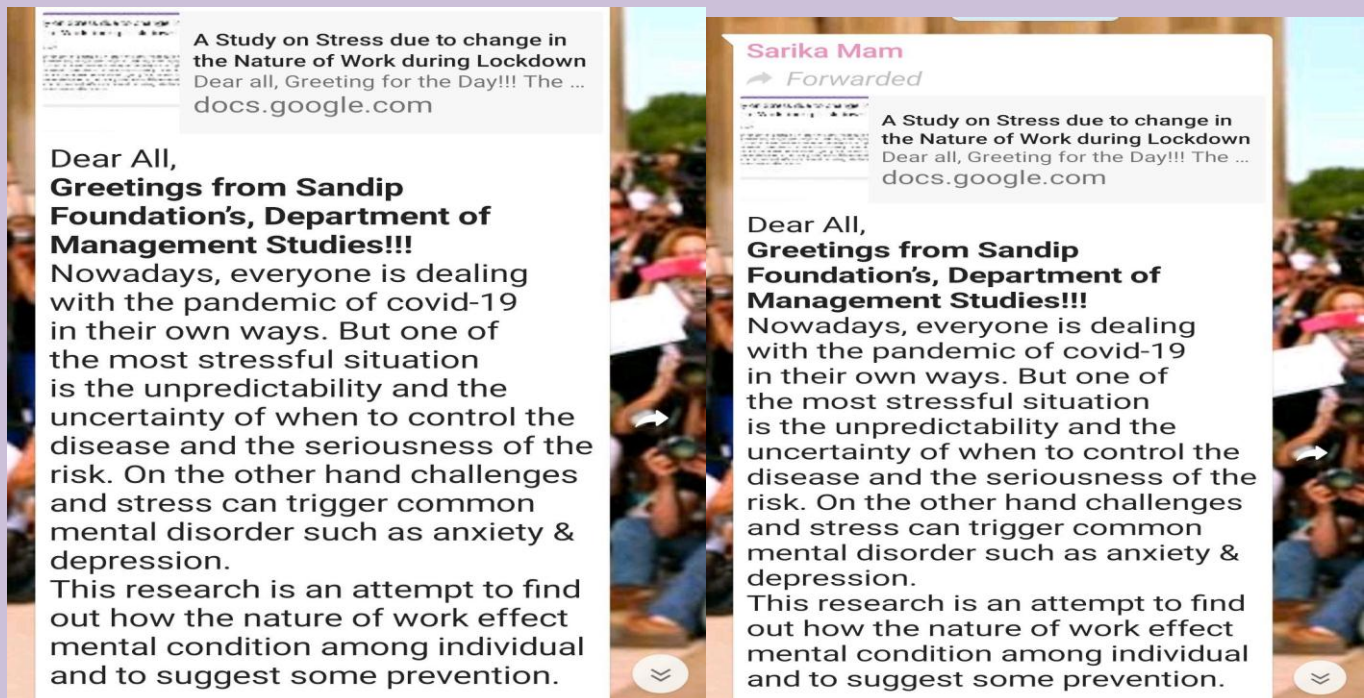 A Study on Stress due to change in
the Nature of Work during Lockdown
Dear all, Greeting for the Day!!! The ...
docs.google.com
Dear All,
Greetings from Sandip
Foundation's, Department of
Management Studies!!!
Nowadays, everyone is dealing
with the pandemic of covid-19
in their own ways. But one of
the most stressful situation
is the unpredictability and the
uncertainty of when to control the
disease and the seriousness of the
risk. On the other hand challenges
and stress can trigger common
mental disorder such as anxiety &
depression.
This research is an attempt to find
out how the nature of work effect
mental condition among individual
and to suggest some prevention.
Sarika Mam
Forwarded
A Study on Stress due to change in
the Nature of Work during Lockdown
Dear all, Greeting for the Day!!! The ...
docs.google.com
Dear All,
Greetings from Sandip
Foundation's, Department of
Management Studies!!!
Nowadays, everyone is dealing
with the pandemic of covid-19
in their own ways. But one of
the most stressful situation
is the unpredictability and the
uncertainty of when to control the
disease and the seriousness of the
risk. On the other hand challenges
and stress can trigger common
mental disorder such as anxiety &
depression.
This research is an attempt to find
out how the nature of work effect
mental condition among individual
and to suggest some prevention.